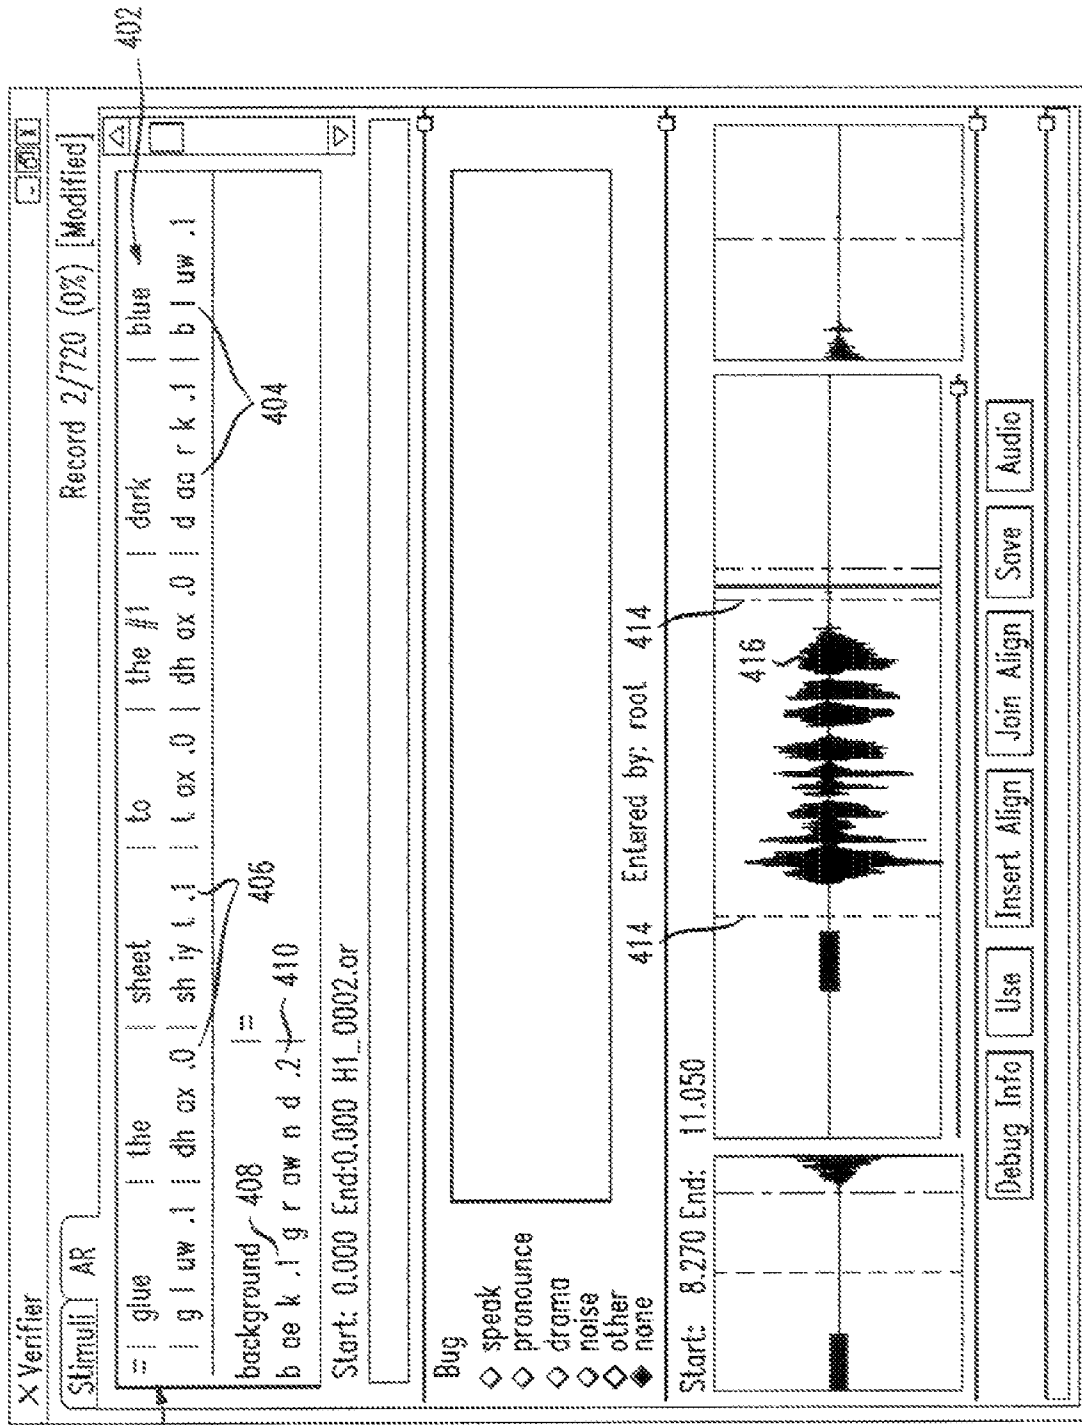 X Verifier
Stimuli AR Record 2/720 (0%) [Modified]
= | glue | the | sheet | to | the #1 | dark | blue
| g l uw .1 | dh ax .0 | sh iy t .1 | t ax .0 | dh ax .0 | d aa r k .1 | b l uw .1
background | =
b ae k .1 g r aw n d .2 |
402
404
406
408
410
Start: 0.000 End:0.000 H1_0002.ar
Bug
speak
pronounce
drama
noise
other
none
Entered by: root
414
414
416
Start: 8.270 End: 11.050
Debug Info Use Insert Align Join Align Save Audio